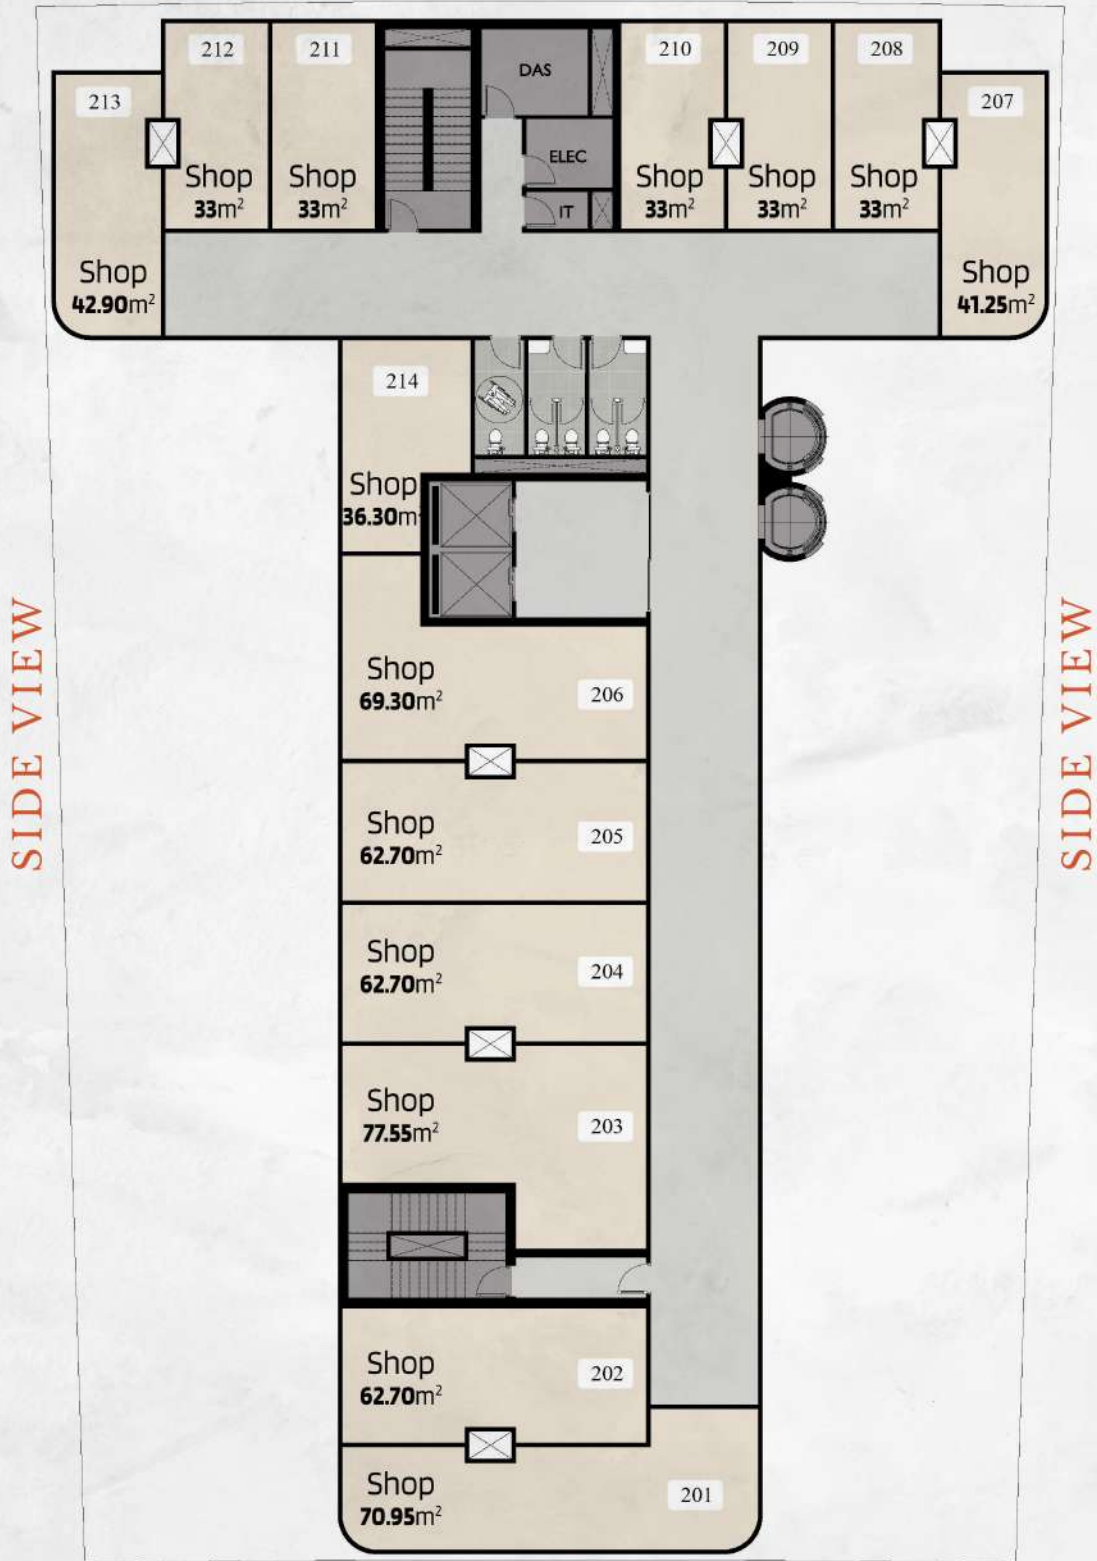 212
211
DAS
210
209
208
213
207
ELEC
IT
Shop
33m²
Shop
33m²
Shop
33m²
Shop
33m²
Shop
33m²
Shop
42.90m²
Shop
41.25m²
214
Shop
36.30m
SIDE VIEW
SIDE VIEW
Shop
69.30m²
206
Shop
62.70m²
205
Shop
62.70m²
204
Shop
77.55m²
203
Shop
62.70m²
202
Shop
70.95m²
201